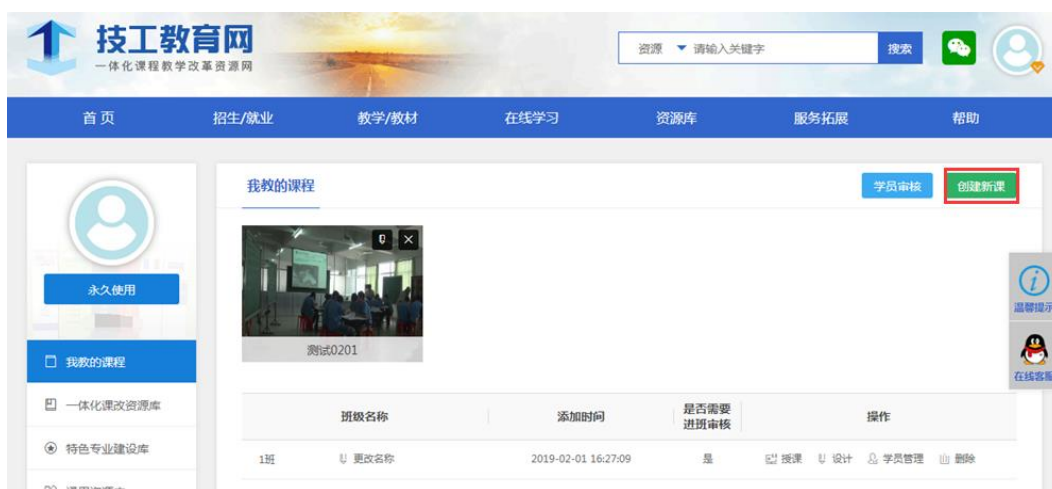 技工教育网
一体化课程教学改革资源网
资源 请输入关键字 搜索
首页 招生/就业 教学/教材 在线学习 资源库 服务拓展 帮助
我教的课程 学员审核 创建新课
永久使用
测试0201
温馨提示
在线客服
我教的课程
一体化课改资源库
特色专业建设库
班级名称 添加时间 是否需要 操作
进班审核
1班 更改名称 2019-02-01 16:27:09 是 授课 设计 学员管理 删除